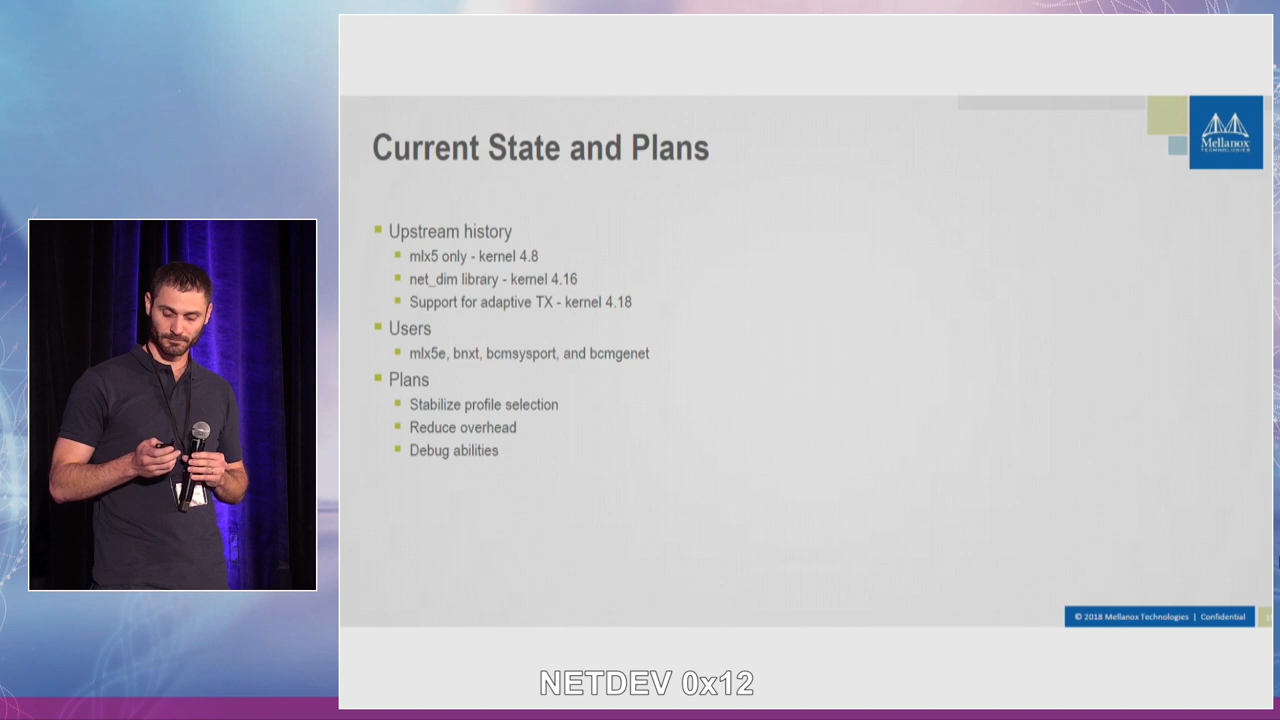 Current State and Plans
Mellanox
TECHNOLOGIES
Upstream history
mlx5 only - kernel 4.8
net_dim library - kernel 4.16
Support for adaptive TX - kernel 4.18
Users
mlx5e, bnxt, bcmsysport, and bcmgenet
Plans
Stabilize profile selection
Reduce overhead
Debug abilities
© 2018 Mellanox Technologies | Confidential
NETDEV 0x12